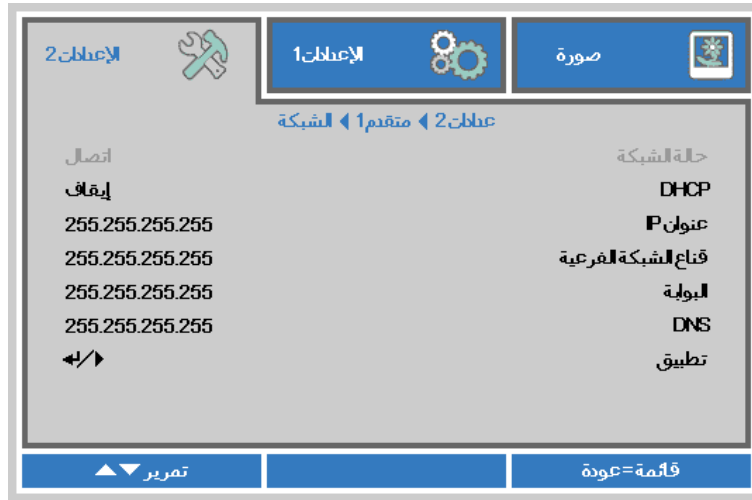 صورة
الإعدادات1
الإعدادات2
عدادات2 ◀ متقدم1 ◀ الشبكة
حالة الشبكة اتصال
DHCP إيقاف
عنوان IP 255.255.255.255
قناع الشبكة الفرعية 255.255.255.255
البوابة 255.255.255.255
DNS 255.255.255.255
تطبيق ↵/▶
قائمة=عودة
تمرير ▼▲